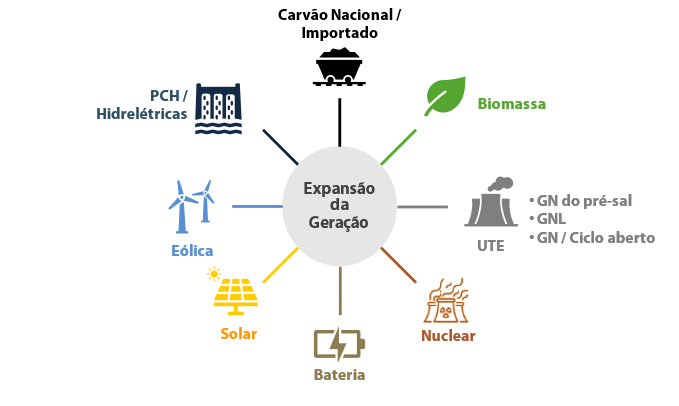 Carvão Nacional /
Importado
PCH /
Hidrelétricas
Biomassa
Expansão
da
Geração
• GN do pré-sal
• GNL
• GN / Ciclo aberto
UTE
Eólica
Solar
Nuclear
Bateria